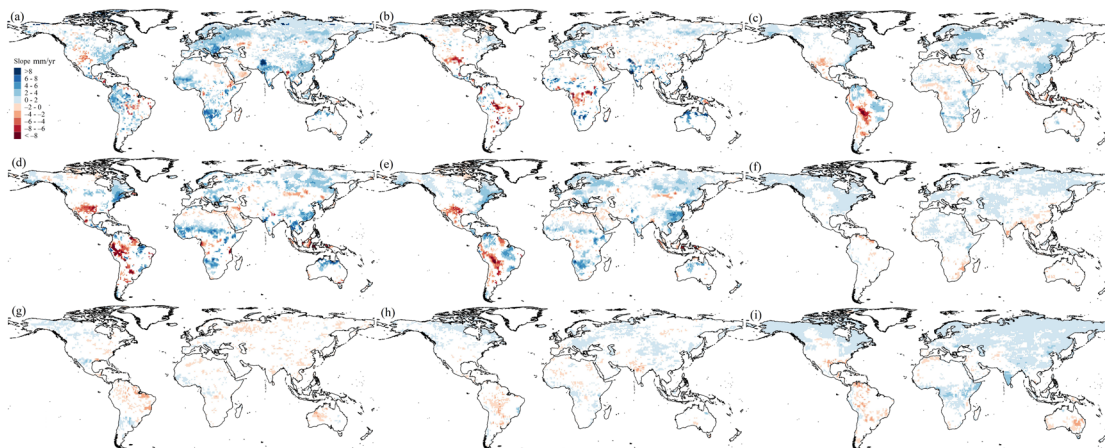 (a)
(b)
(c)
Slope mm/yr
>8
6 - 8
4 - 6
2 - 4
0 - 2
-2 - 0
-4 - -2
-6 - -4
-8 - -6
< -8
(d)
(e)
(f)
(g)
(h)
(i)